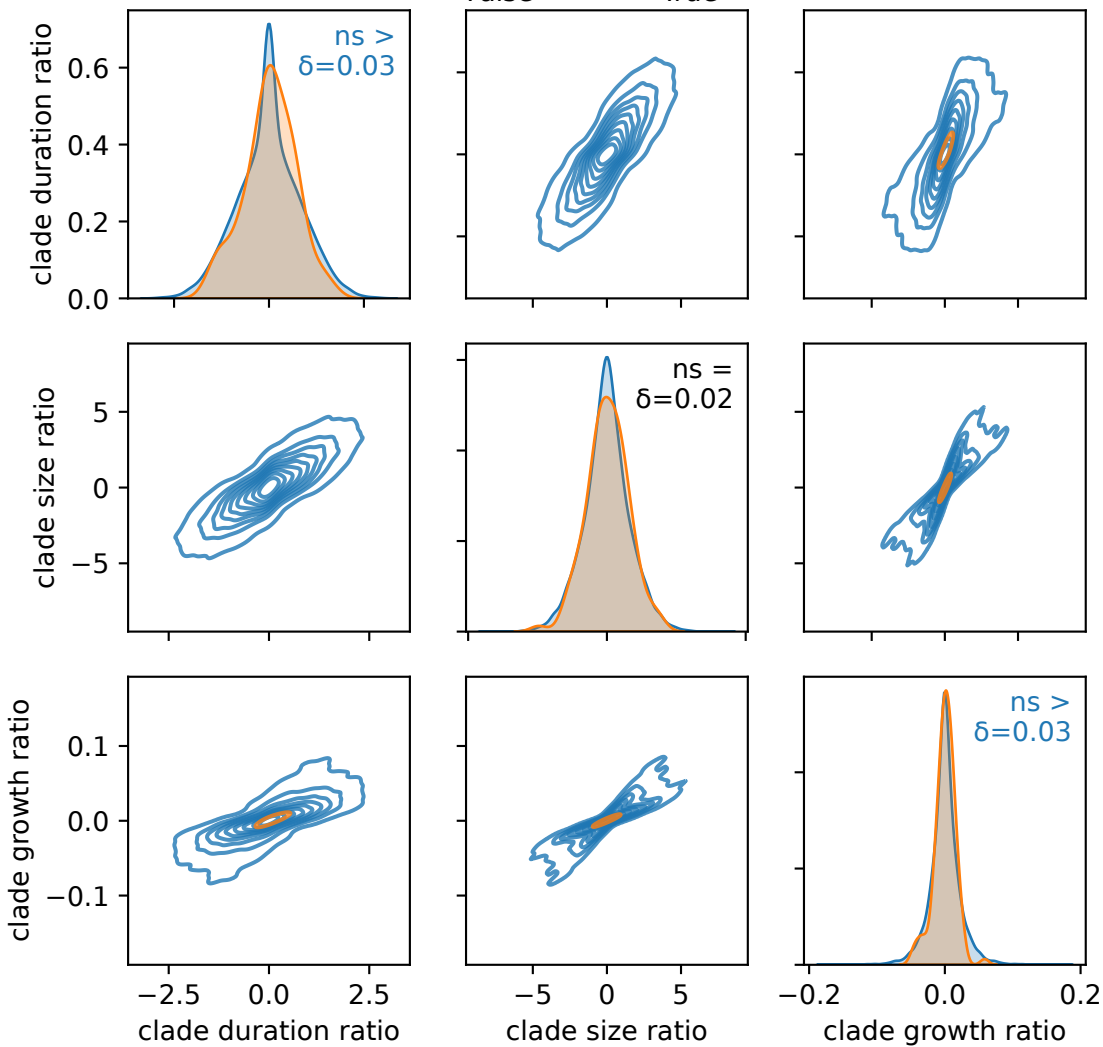 clade duration ratio
0.6
0.4
0.2
0.0
ns >
δ=0.03
clade size ratio
5
0
−5
ns =
δ=0.02
clade growth ratio
0.1
0.0
−0.1
ns >
δ=0.03
−2.5 0.0 2.5
clade duration ratio
−5 0 5
clade size ratio
−0.2 0.0 0.2
clade growth ratio